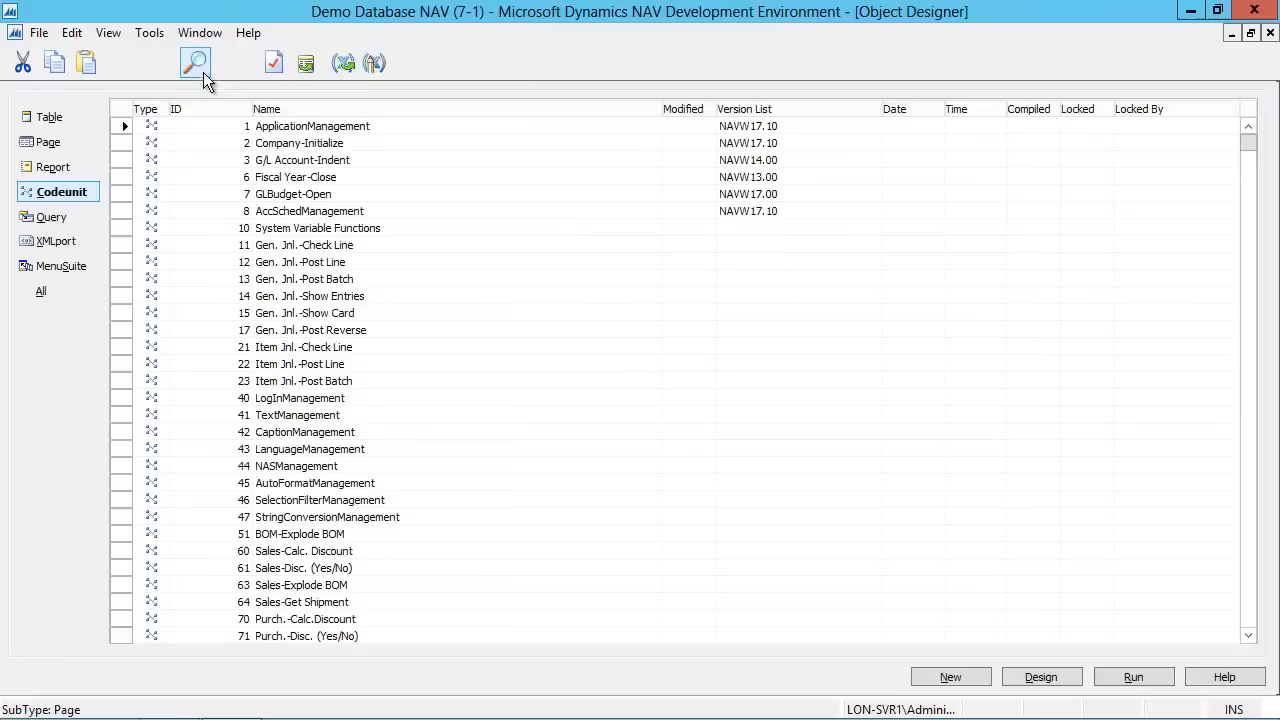 Demo Database NAV (7-1) - Microsoft Dynamics NAV Development Environment - [Object Designer]
File Edit View Tools Window Help
Type ID Name Modified Version List Date Time Compiled Locked Locked By
Table
Page
Report
Codeunit
Query
XMLport
MenuSuite
All
1 ApplicationManagement NAVW17.10
2 Company-Initialize NAVW17.10
3 G/L Account-Indent NAVW14.00
6 Fiscal Year-Close NAVW13.00
7 GLBudget-Open NAVW17.00
8 AccSchedManagement NAVW17.10
10 System Variable Functions
11 Gen. Jnl.-Check Line
12 Gen. Jnl.-Post Line
13 Gen. Jnl.-Post Batch
14 Gen. Jnl.-Show Entries
15 Gen. Jnl.-Show Card
17 Gen. Jnl.-Post Reverse
21 Item Jnl.-Check Line
22 Item Jnl.-Post Line
23 Item Jnl.-Post Batch
40 LogInManagement
41 TextManagement
42 CaptionManagement
43 LanguageManagement
44 NASManagement
45 AutoFormatManagement
46 SelectionFilterManagement
47 StringConversionManagement
51 BOM-Explode BOM
60 Sales-Calc. Discount
61 Sales-Disc. (Yes/No)
63 Sales-Explode BOM
64 Sales-Get Shipment
70 Purch.-Calc.Discount
71 Purch.-Disc. (Yes/No)
New Design Run Help
SubType: Page LON-SVR1\Admini... INS